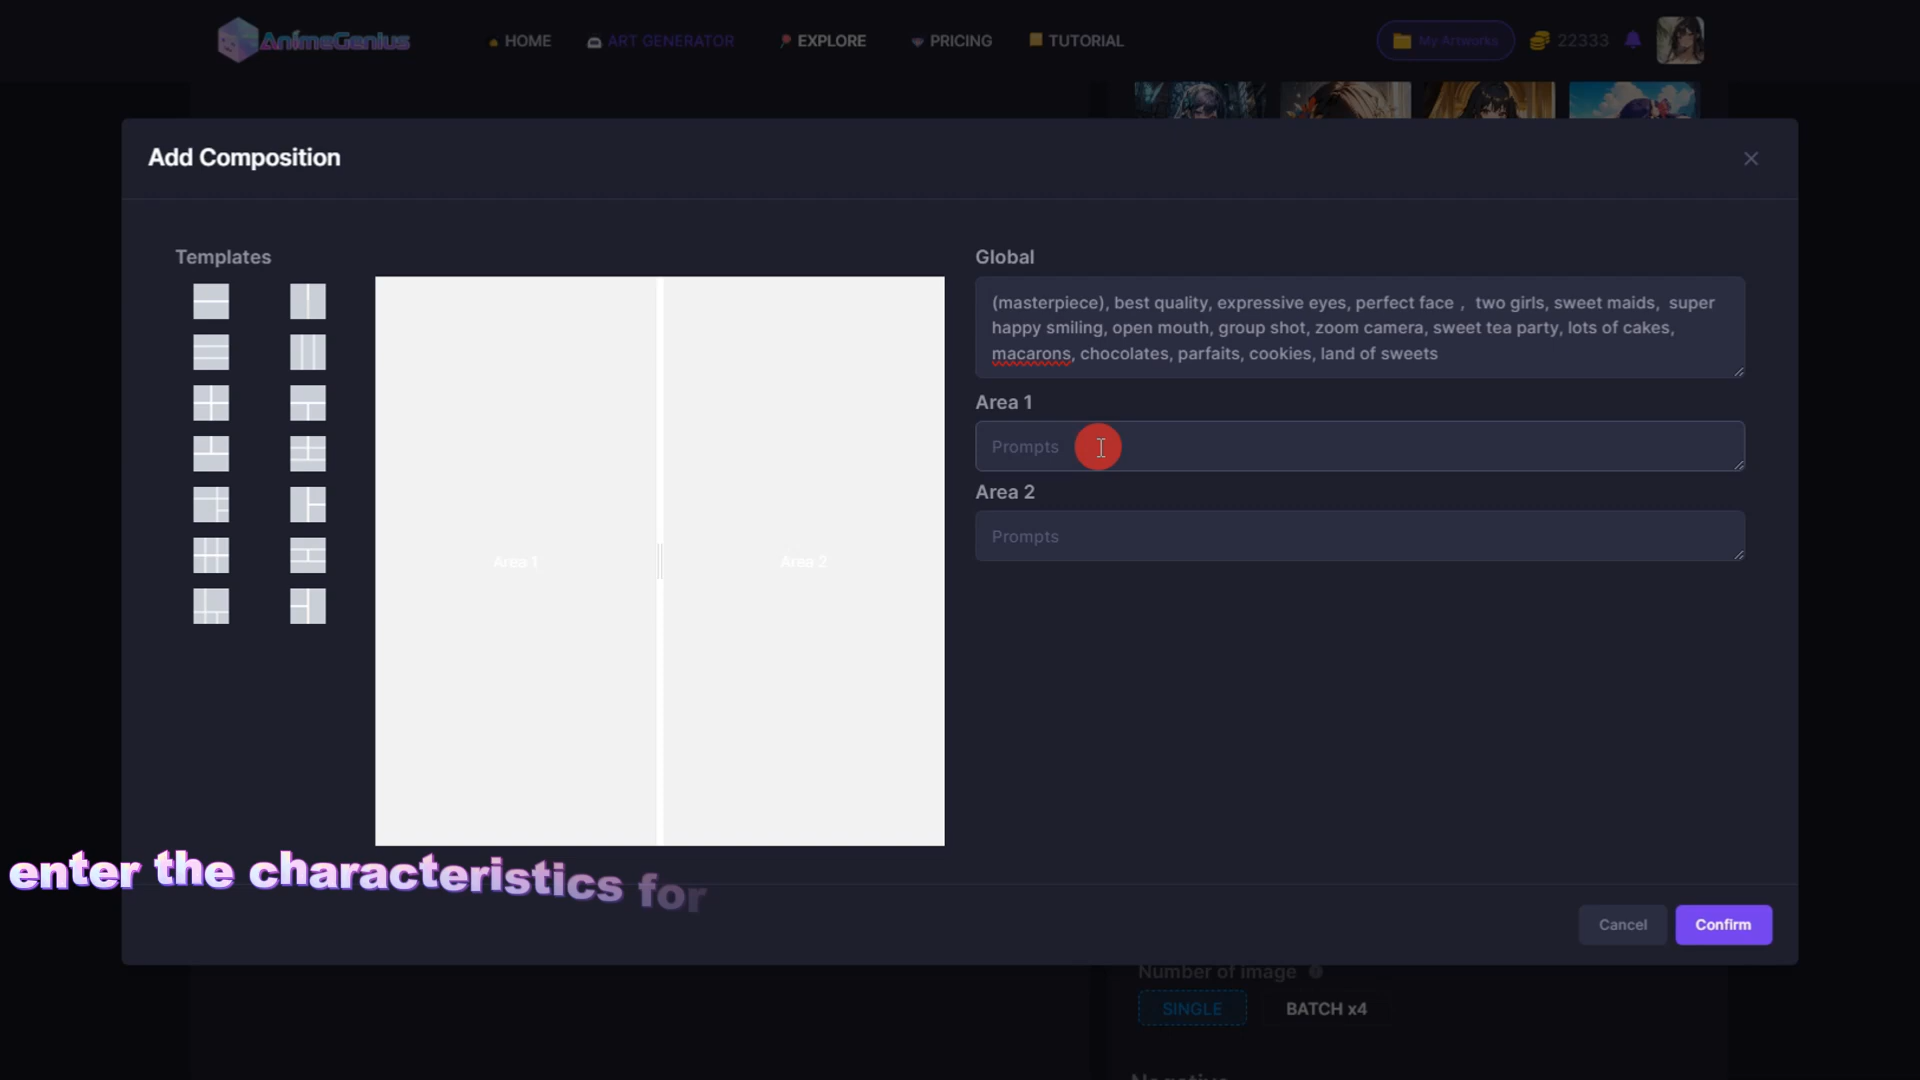 AnimeGenius
HOME
ART GENERATOR
EXPLORE
PRICING
TUTORIAL
My Artworks
22333
Add Composition
Templates
Global
(masterpiece), best quality, expressive eyes, perfect face ,  two girls, sweet maids,  super
happy smiling, open mouth, group shot, zoom camera, sweet tea party, lots of cakes,
macarons, chocolates, parfaits, cookies, land of sweets
Area 1
Prompts
Area 2
Prompts
Area 1
Area 2
enter the characteristics for
Cancel
Confirm
Number of image
SINGLE
BATCH x4